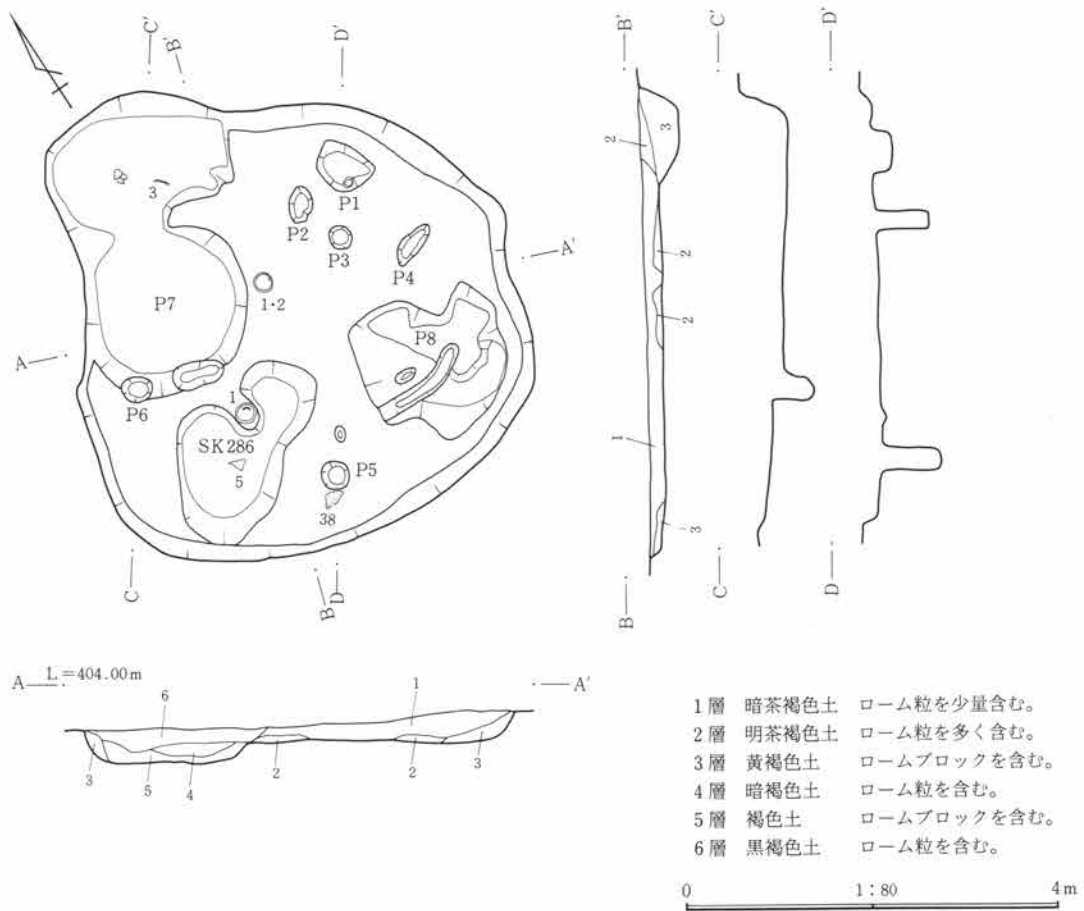 C'
B'
D'
3
P1
P2
P3
P4
A'
P7
1・2
P8
A
P6
1
SK286
5
P5
38
C
B
D
B'
C'
D'
3
2
2
2
1
3
B
C
D
A L=404.00m A'
6
1
3
5
4
2
2
3
1層 暗茶褐色土 ローム粒を少量含む。
2層 明茶褐色土 ローム粒を多く含む。
3層 黄褐色土 ロームブロックを含む。
4層 暗褐色土 ローム粒を含む。
5層 褐色土 ロームブロックを含む。
6層 黒褐色土 ローム粒を含む。
0 1:80 4m